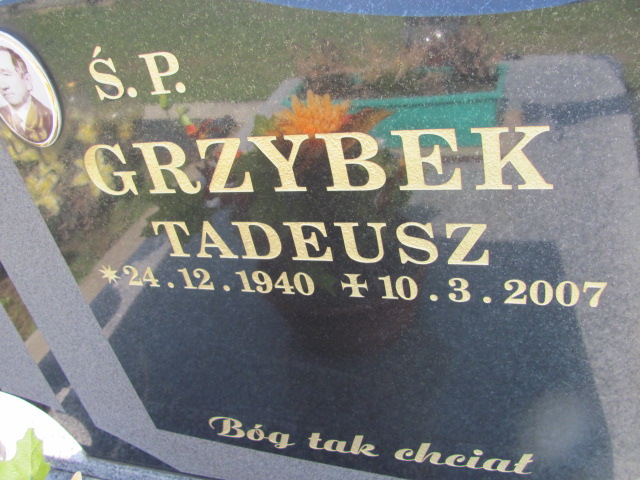 Ś.P.
GRZYBEK
TADEUSZ
*24.12.1940 ✝10.3.2007
Bóg tak chciał